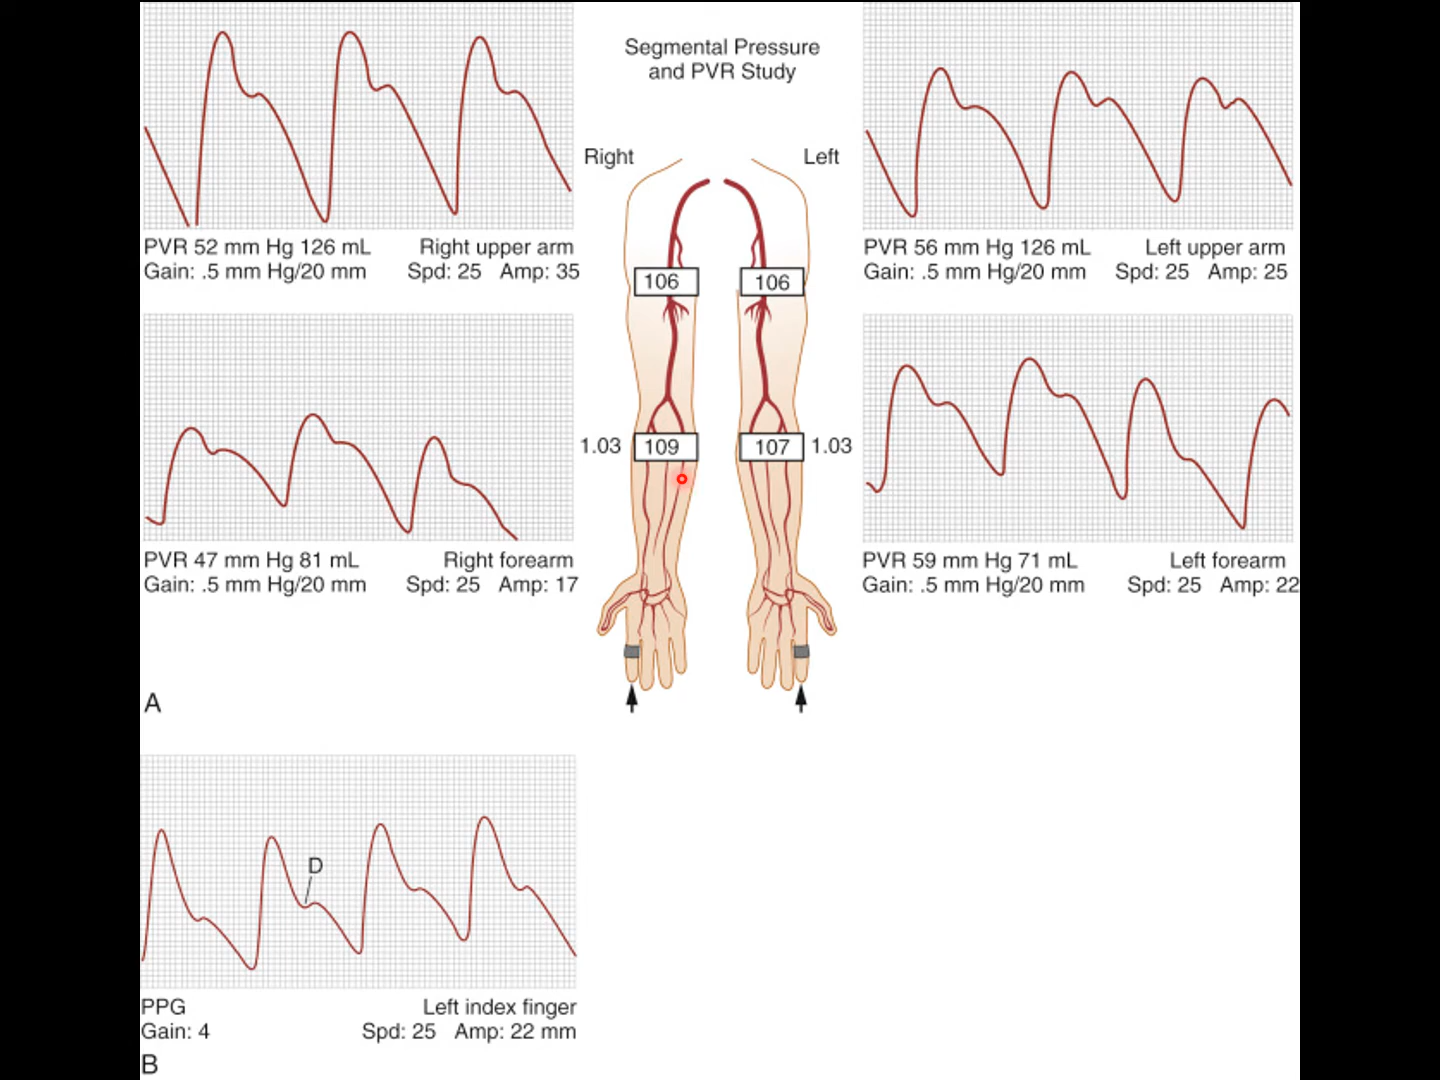 Segmental Pressure
and PVR Study
Right
Left
PVR 52 mm Hg 126 mL Right upper arm
Gain: .5 mm Hg/20 mm Spd: 25 Amp: 35
106
106
PVR 56 mm Hg 126 mL Left upper arm
Gain: .5 mm Hg/20 mm Spd: 25 Amp: 25
1.03 109
107 1.03
PVR 47 mm Hg 81 mL Right forearm
Gain: .5 mm Hg/20 mm Spd: 25 Amp: 17
PVR 59 mm Hg 71 mL Left forearm
Gain: .5 mm Hg/20 mm Spd: 25 Amp: 22
A
D
PPG Left index finger
Gain: 4 Spd: 25 Amp: 22 mm
B